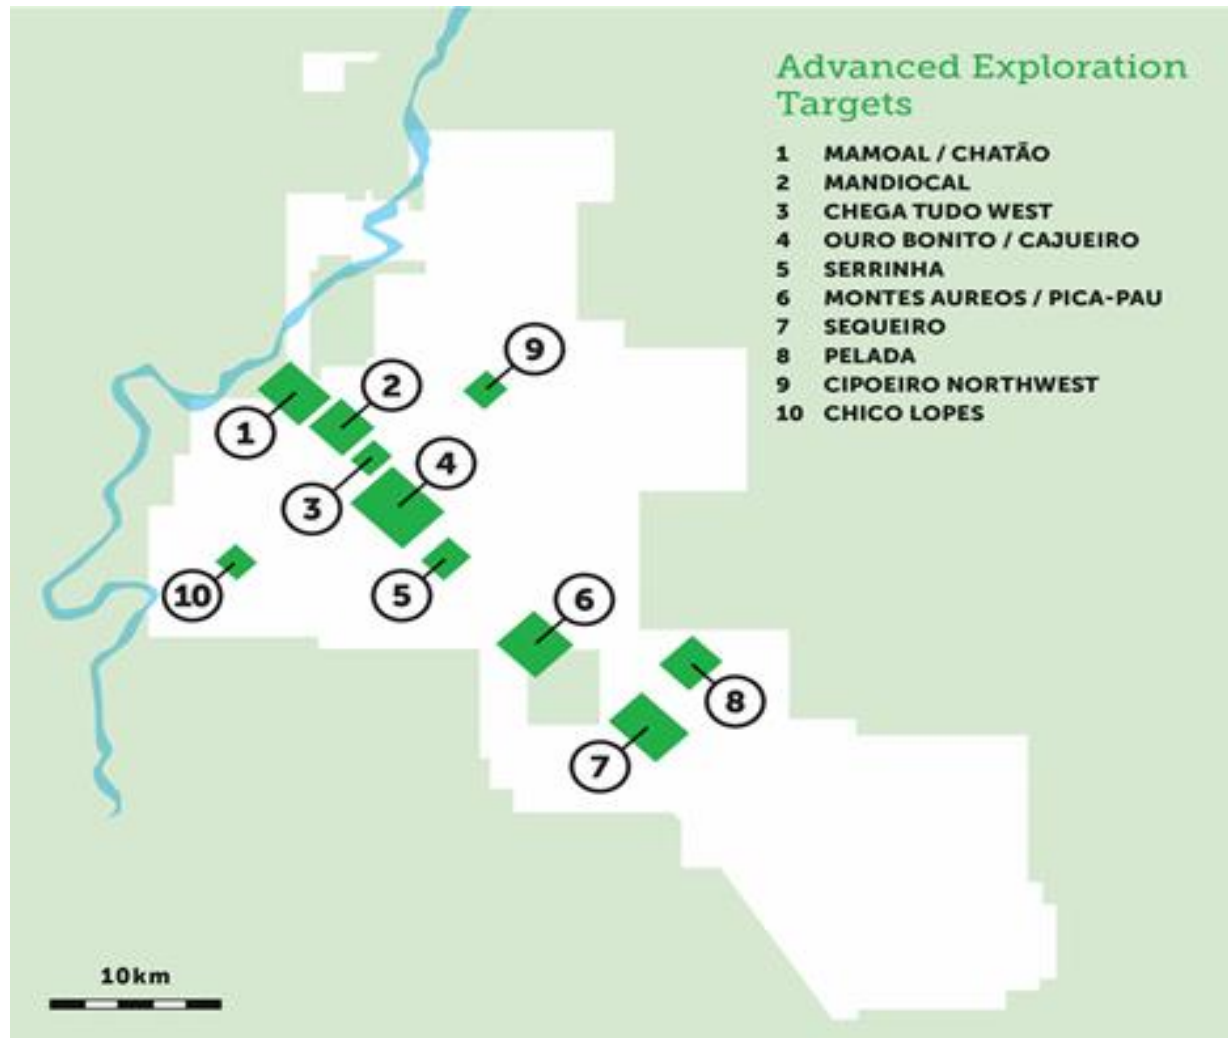 Advanced Exploration
Targets
1 MAMOAL / CHATÃO
2 MANDIOCAL
3 CHEGA TUDO WEST
4 OURO BONITO / CAJUEIRO
5 SERRINHA
6 MONTES AUREOS / PICA-PAU
7 SEQUEIRO
8 PELADA
9 CIPOEIRO NORTHWEST
10 CHICO LOPES
9
2
1
4
3
10
5
6
8
7
10km